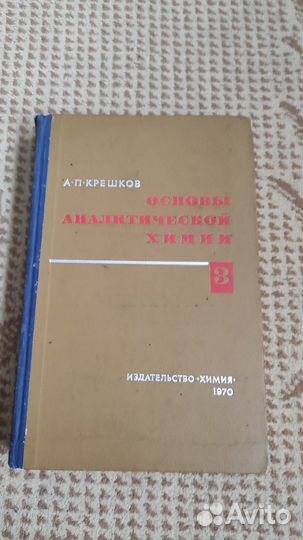 А·П·КРЕШКОВ
ОСНОВЫ
АНАЛИТИЧЕСКОЙ
ХИМИИ
3
ИЗДАТЕЛЬСТВО «ХИМИЯ»
1970
Avito